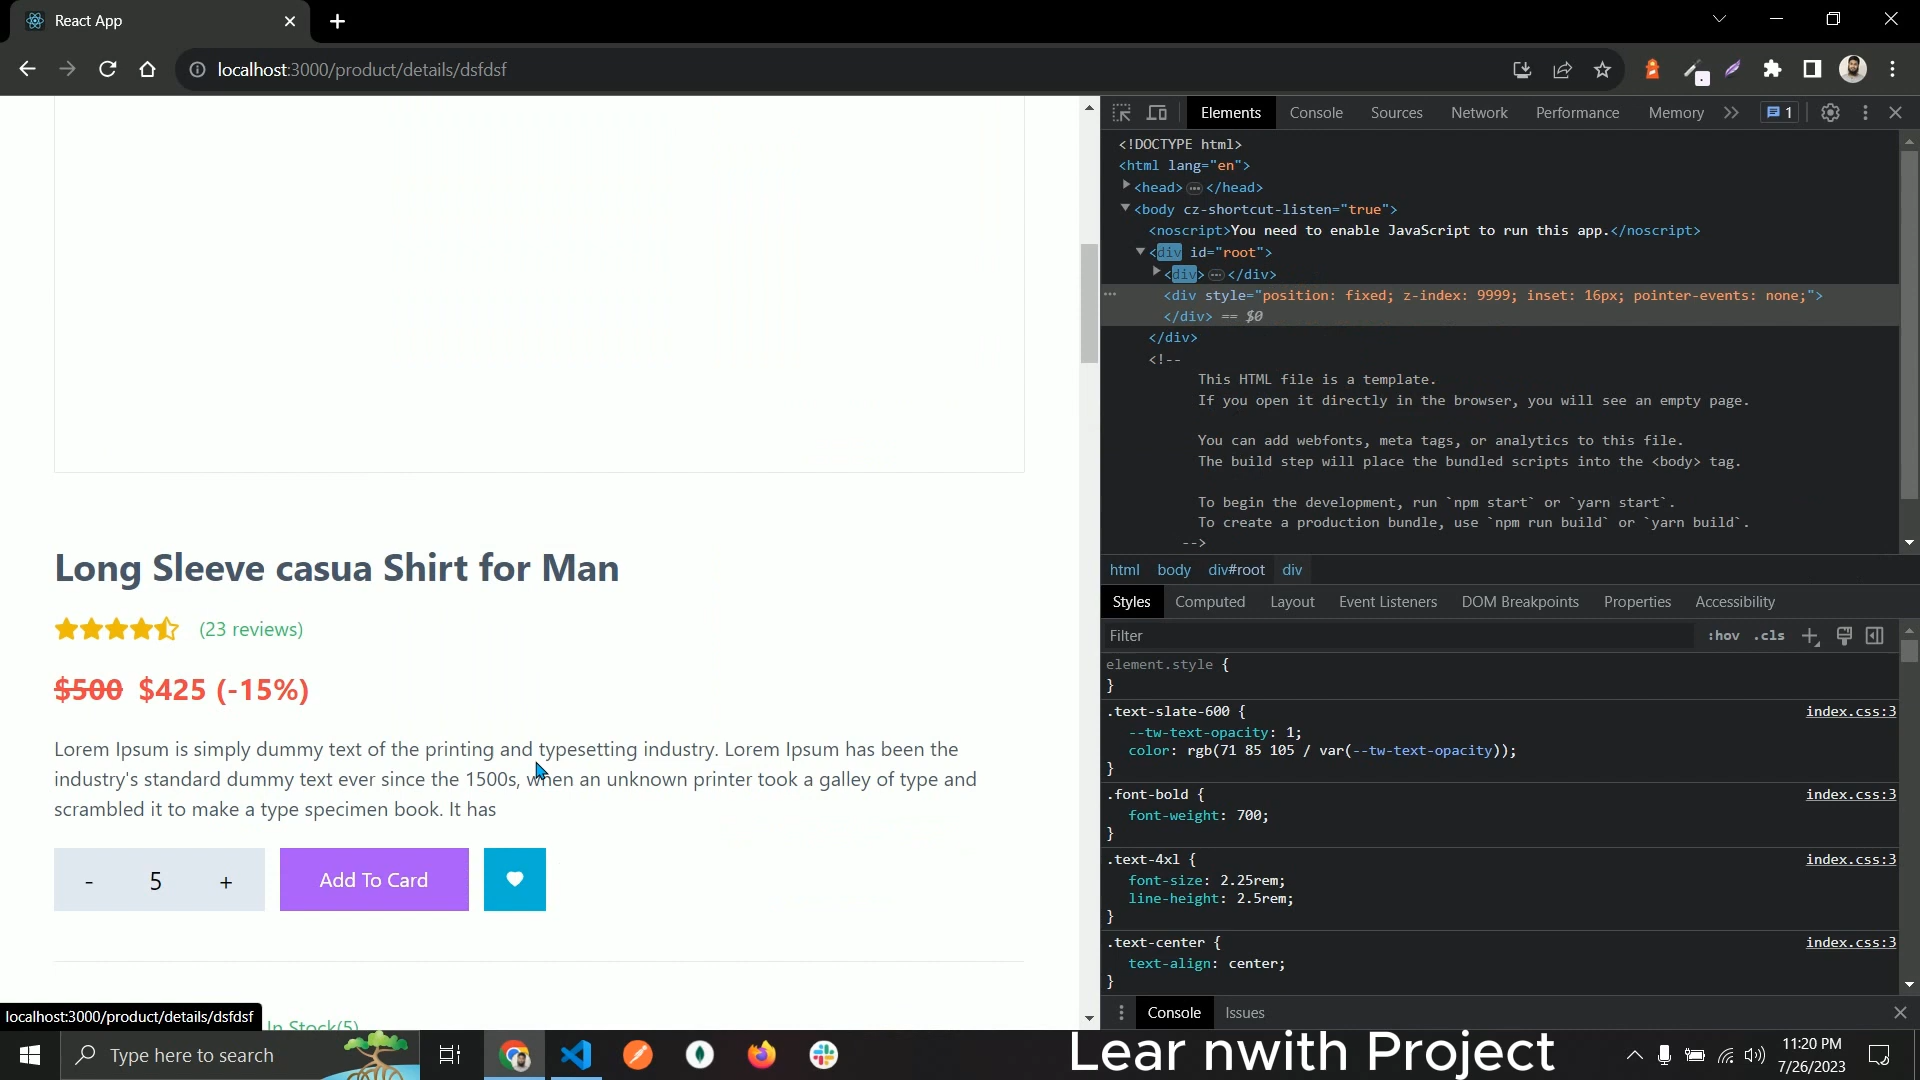 React App
localhost:3000/product/details/dsfdsf
Elements Console Sources Network Performance Memory 1
<!DOCTYPE html>
<html lang="en">
<head> … </head>
<body cz-shortcut-listen="true">
<noscript>You need to enable JavaScript to run this app.</noscript>
<div id="root">
<div> … </div>
<div style="position: fixed; z-index: 9999; inset: 16px; pointer-events: none;">
</div> == $0
</div>
<!--
This HTML file is a template.
If you open it directly in the browser, you will see an empty page.
You can add webfonts, meta tags, or analytics to this file.
The build step will place the bundled scripts into the <body> tag.
To begin the development, run `npm start` or `yarn start`.
To create a production bundle, use `npm run build` or `yarn build`.
-->
html body div#root div
Styles Computed Layout Event Listeners DOM Breakpoints Properties Accessibility
Filter :hov .cls
element.style {
}
.text-slate-600 { index.css:3
--tw-text-opacity: 1;
color: rgb(71 85 105 / var(--tw-text-opacity));
}
.font-bold { index.css:3
font-weight: 700;
}
.text-4xl { index.css:3
font-size: 2.25rem;
line-height: 2.5rem;
}
.text-center { index.css:3
text-align: center;
}
Console Issues
Long Sleeve casua Shirt for Man
(23 reviews)
$500 $425 (-15%)
Lorem Ipsum is simply dummy text of the printing and typesetting industry. Lorem Ipsum has been the
industry's standard dummy text ever since the 1500s, when an unknown printer took a galley of type and
scrambled it to make a type specimen book. It has
- 5 + Add To Card
In Stock(5)
localhost:3000/product/details/dsfdsf
Type here to search
Lear nwith Project
11:20 PM
7/26/2023